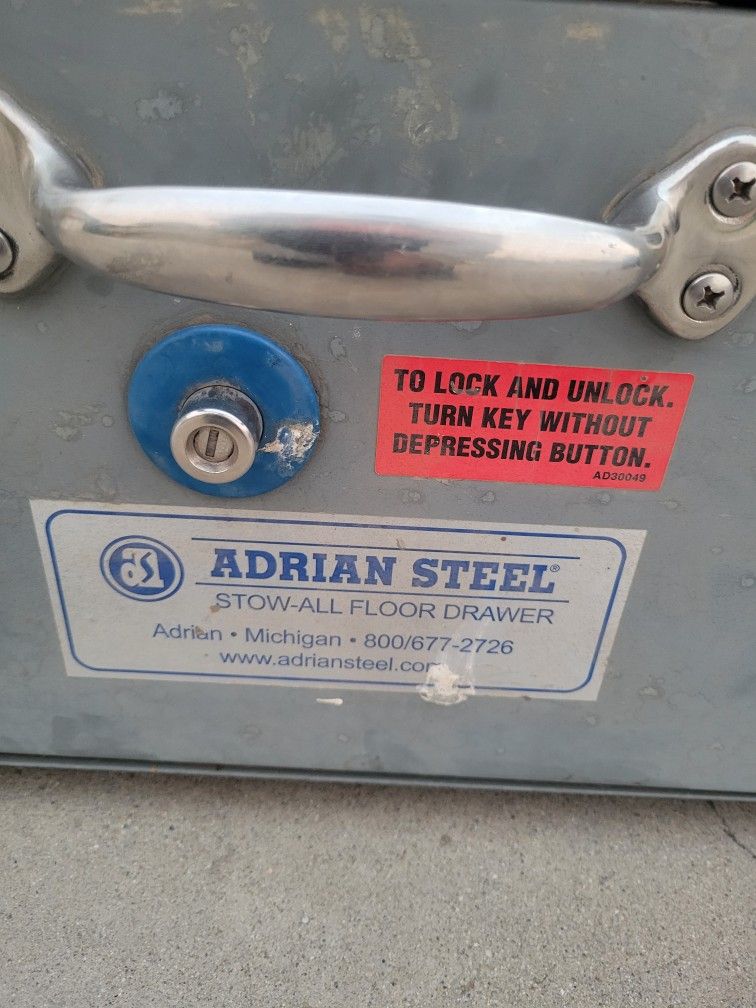 TO LOCK AND UNLOCK.
TURN KEY WITHOUT
DEPRESSING BUTTON.
AD30049
ADRIAN STEEL®
STOW-ALL FLOOR DRAWER
Adrian • Michigan • 800/677-2726
www.adriansteel.com